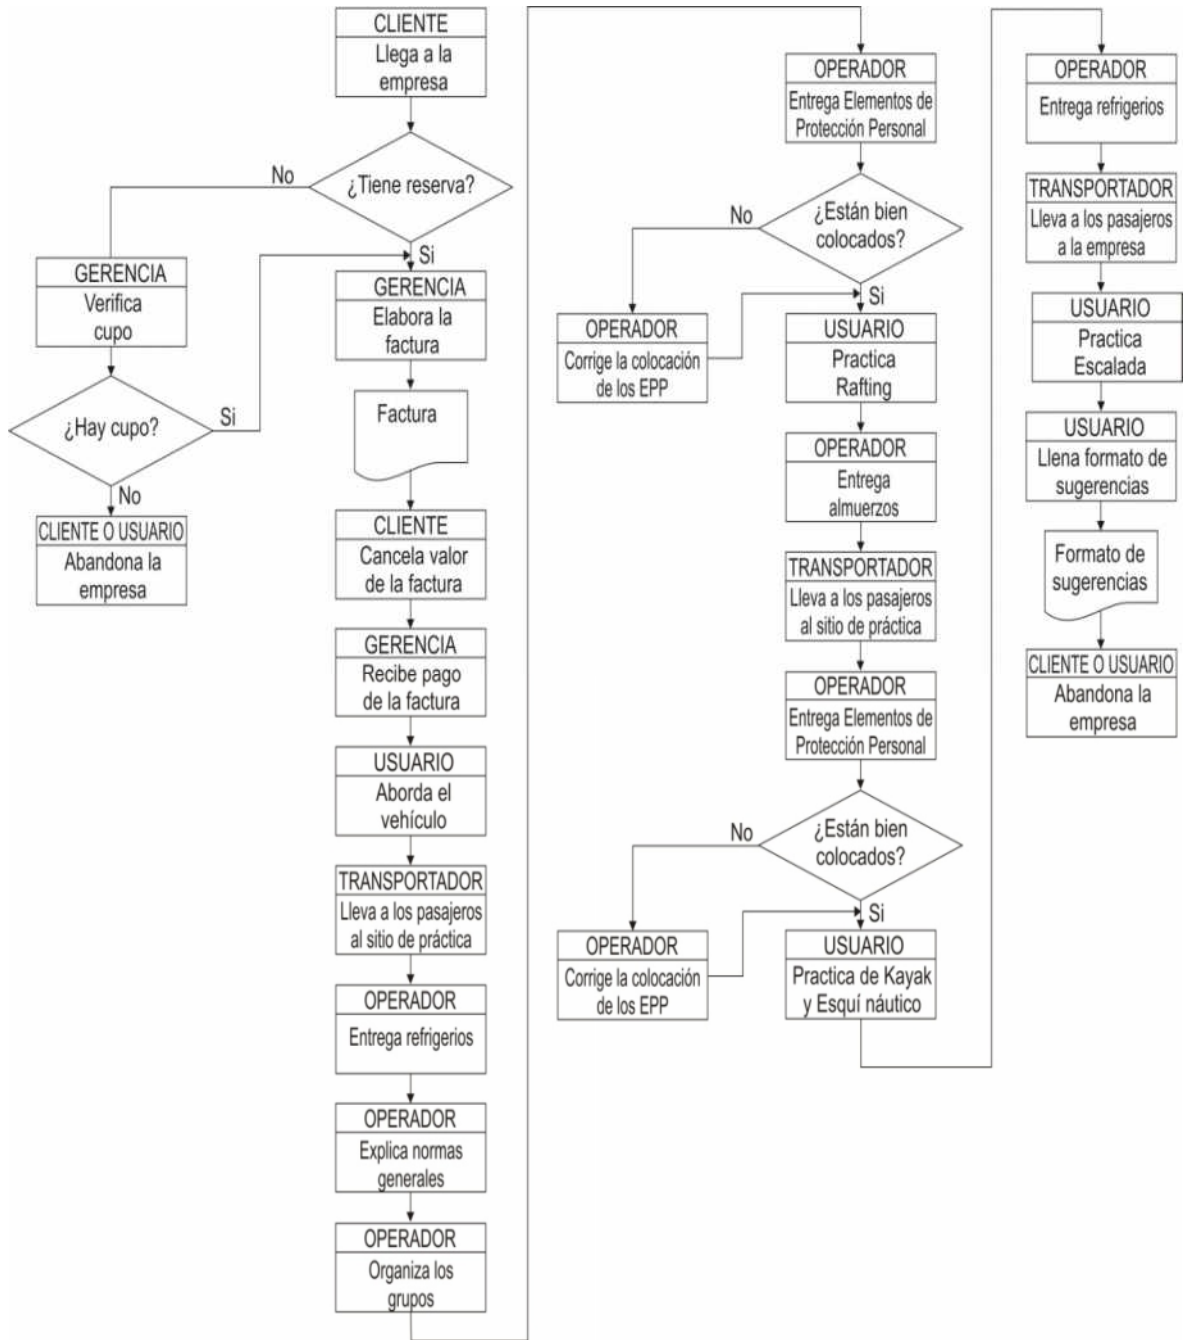 CLIENTE
Llega a la
empresa
¿Tiene reserva?
No
Si
GERENCIA
Verifica
cupo
¿Hay cupo?
Si
No
CLIENTE O USUARIO
Abandona la
empresa
GERENCIA
Elabora la
factura
Factura
CLIENTE
Cancela valor
de la factura
GERENCIA
Recibe pago
de la factura
USUARIO
Aborda el
vehículo
TRANSPORTADOR
Lleva a los pasajeros
al sitio de práctica
OPERADOR
Entrega refrigerios
OPERADOR
Explica normas
generales
OPERADOR
Organiza los
grupos
OPERADOR
Entrega Elementos de
Protección Personal
¿Están bien
colocados?
No
Si
OPERADOR
Corrige la colocación
de los EPP
USUARIO
Practica
Rafting
OPERADOR
Entrega
almuerzos
TRANSPORTADOR
Lleva a los pasajeros
al sitio de práctica
OPERADOR
Entrega Elementos de
Protección Personal
¿Están bien
colocados?
No
Si
OPERADOR
Corrige la colocación
de los EPP
USUARIO
Practica de Kayak
y Esquí náutico
OPERADOR
Entrega refrigerios
TRANSPORTADOR
Lleva a los pasajeros
a la empresa
USUARIO
Practica
Escalada
USUARIO
Llena formato de
sugerencias
Formato de
sugerencias
CLIENTE O USUARIO
Abandona la
empresa